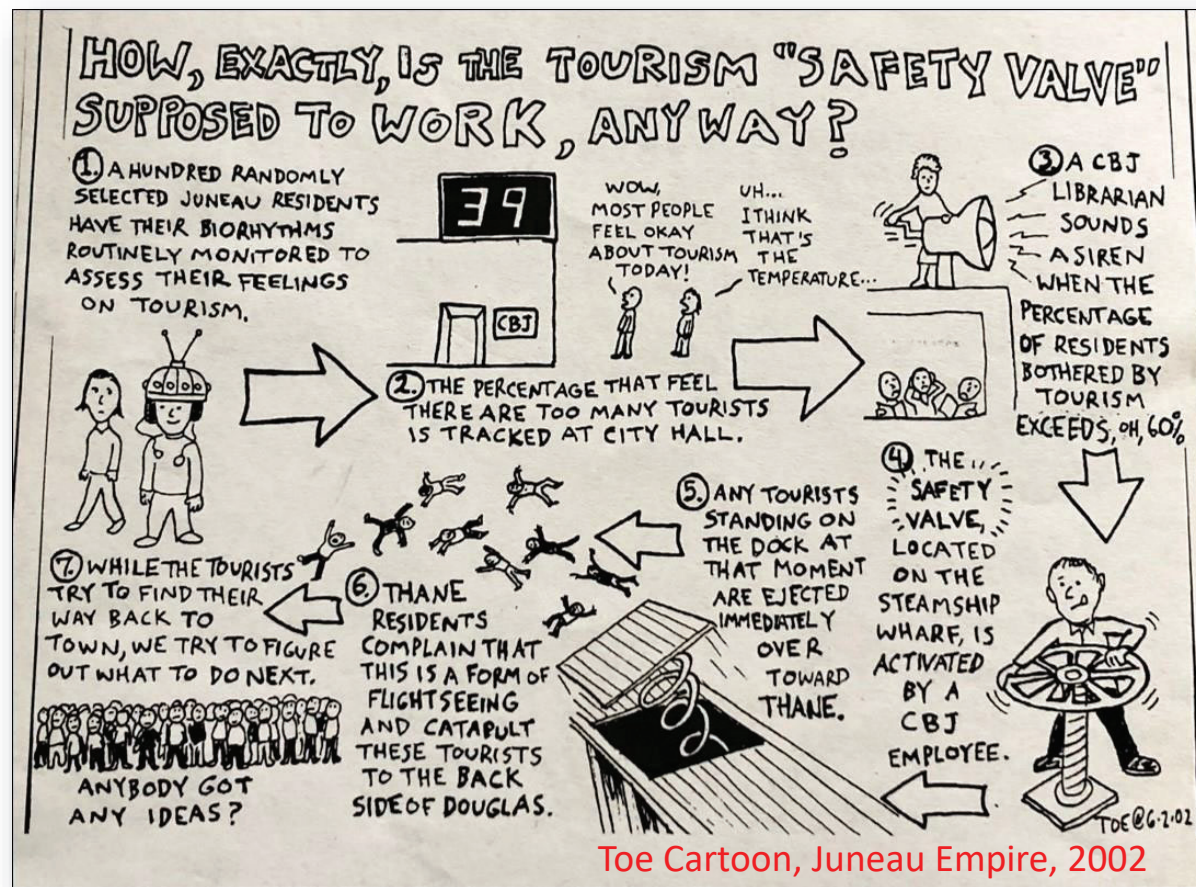 HOW, EXACTLY, IS THE TOURISM "SAFETY VALVE"
SUPPOSED TO WORK, ANYWAY?
1. A HUNDRED RANDOMLY
SELECTED JUNEAU RESIDENTS
HAVE THEIR BIORHYTHMS
ROUTINELY MONITORED TO
ASSESS THEIR FEELINGS
ON TOURISM.
39
CBJ
WOW,
MOST PEOPLE
FEEL OKAY
ABOUT TOURISM
TODAY!
UH...
I THINK
THAT'S
THE
TEMPERATURE...
2. THE PERCENTAGE THAT FEEL
THERE ARE TOO MANY TOURISTS
IS TRACKED AT CITY HALL.
3. A CBJ
LIBRARIAN
SOUNDS
A SIREN
WHEN THE
PERCENTAGE
OF RESIDENTS
BOTHERED BY
TOURISM
EXCEEDS, OH, 60%
4. THE
SAFETY
VALVE,
LOCATED
ON THE
STEAMSHIP
WHARF, IS
ACTIVATED
BY A
CBJ
EMPLOYEE.
5. ANY TOURISTS
STANDING ON
THE DOCK AT
THAT MOMENT
ARE EJECTED
IMMEDIATELY
OVER
TOWARD
THANE.
6. THANE
RESIDENTS
COMPLAIN THAT
THIS IS A FORM OF
FLIGHTSEEING
AND CATAPULT
THESE TOURISTS
TO THE BACK
SIDE OF DOUGLAS.
7. WHILE THE TOURISTS
TRY TO FIND THEIR
WAY BACK TO
TOWN, WE TRY TO FIGURE
OUT WHAT TO DO NEXT.
ANYBODY GOT
ANY IDEAS?
TOE@6·2·02
Toe Cartoon, Juneau Empire, 2002